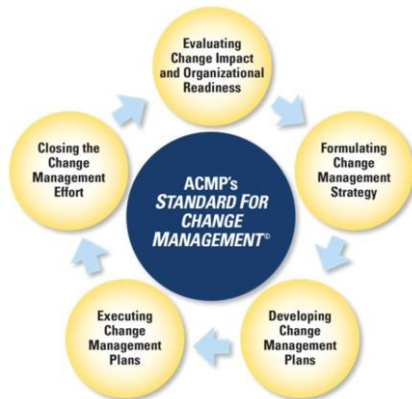 Evaluating
Change Impact
and Organizational
Readiness
Formulating
Change
Management
Strategy
Developing
Change
Management
Plans
Executing
Change
Management
Plans
Closing the
Change
Management
Effort
ACMP's
STANDARD FOR
CHANGE
MANAGEMENT©